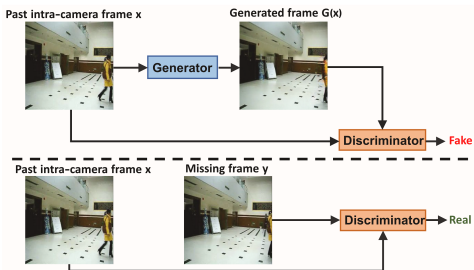 Past intra-camera frame x
Generated frame G(x)
Generator
Discriminator
Fake
Past intra-camera frame x
Missing frame y
Discriminator
Real